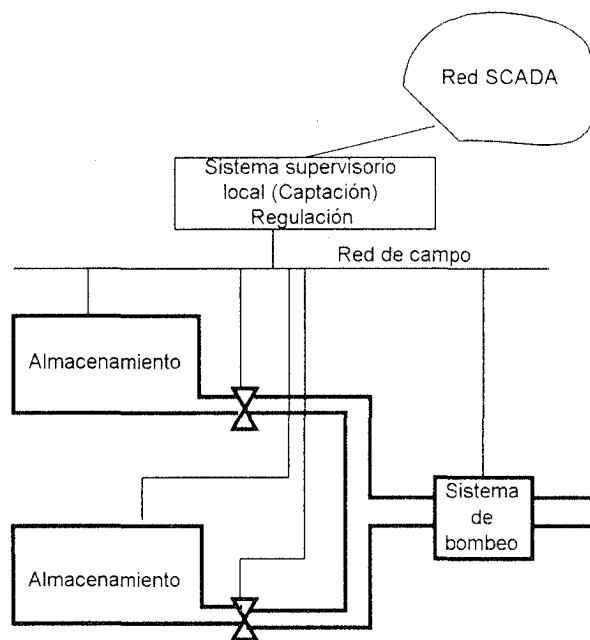 Red SCADA
Sistema supervisorio
local (Captación)
Regulación
Red de campo
Almacenamiento
Sistema
de
bombeo
Almacenamiento